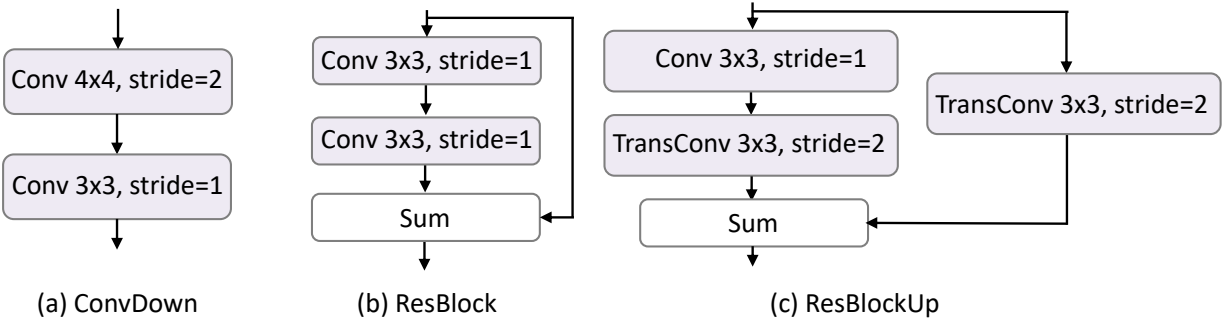 Conv 4x4, stride=2
Conv 3x3, stride=1
(a) ConvDown
Conv 3x3, stride=1
Conv 3x3, stride=1
Sum
(b) ResBlock
Conv 3x3, stride=1
TransConv 3x3, stride=2
TransConv 3x3, stride=2
Sum
(c) ResBlockUp